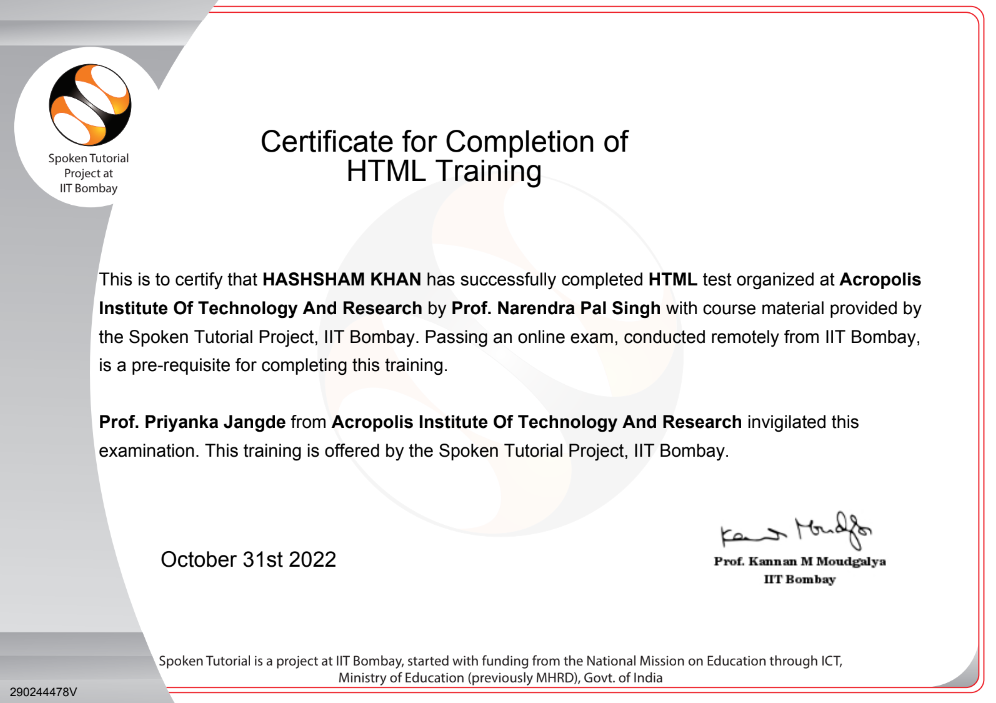 Spoken Tutorial
Project at
IIT Bombay
Certificate for Completion of
HTML Training
This is to certify that HASHSHAM KHAN has successfully completed HTML test organized at Acropolis
Institute Of Technology And Research by Prof. Narendra Pal Singh with course material provided by
the Spoken Tutorial Project, IIT Bombay. Passing an online exam, conducted remotely from IIT Bombay,
is a pre-requisite for completing this training.
Prof. Priyanka Jangde from Acropolis Institute Of Technology And Research invigilated this
examination. This training is offered by the Spoken Tutorial Project, IIT Bombay.
October 31st 2022
Prof. Kannan M Moudgalya
IIT Bombay
Spoken Tutorial is a project at IIT Bombay, started with funding from the National Mission on Education through ICT,
Ministry of Education (previously MHRD), Govt. of India
290244478V